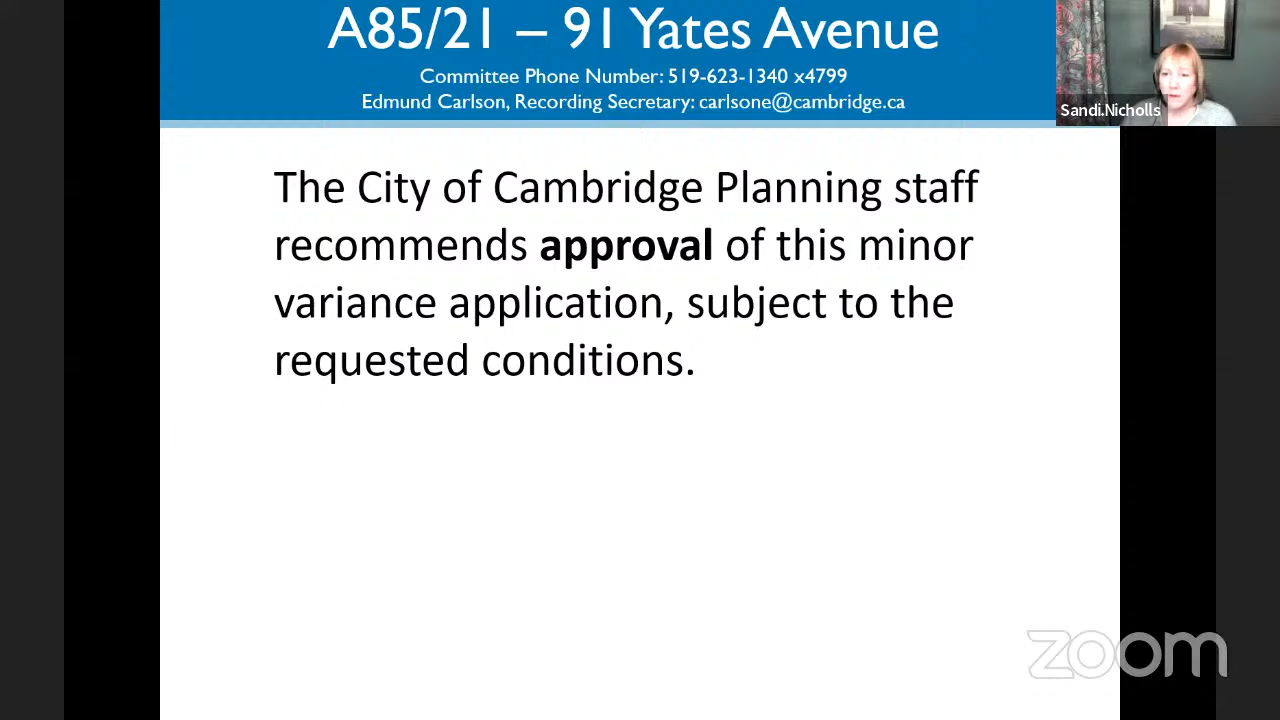 A85/21 – 91 Yates Avenue
Committee Phone Number: 519-623-1340 x4799
Edmund Carlson, Recording Secretary: carlsone@cambridge.ca
Sandi.Nicholls
The City of Cambridge Planning staff
recommends approval of this minor
variance application, subject to the
requested conditions.
zoom